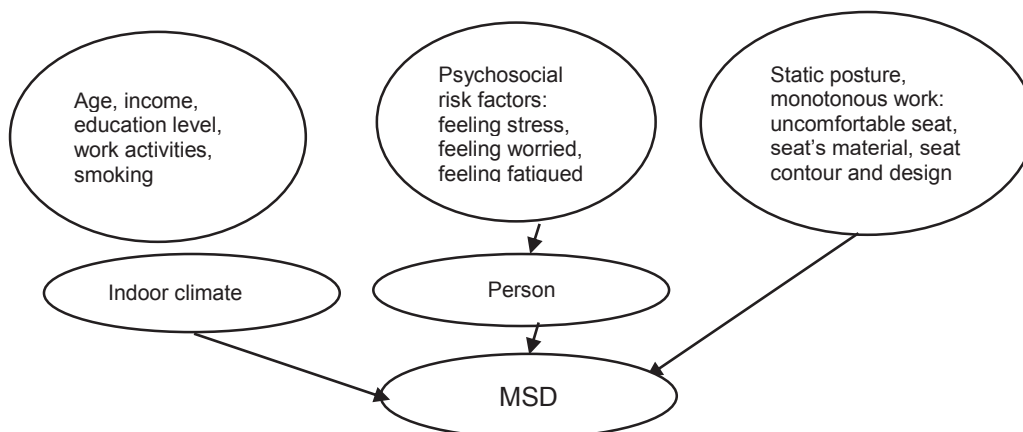 Age, income,
education level,
work activities,
smoking
Psychosocial
risk factors:
feeling stress,
feeling worried,
feeling fatigued
Static posture,
monotonous work:
uncomfortable seat,
seat's material, seat
contour and design
Indoor climate
Person
MSD